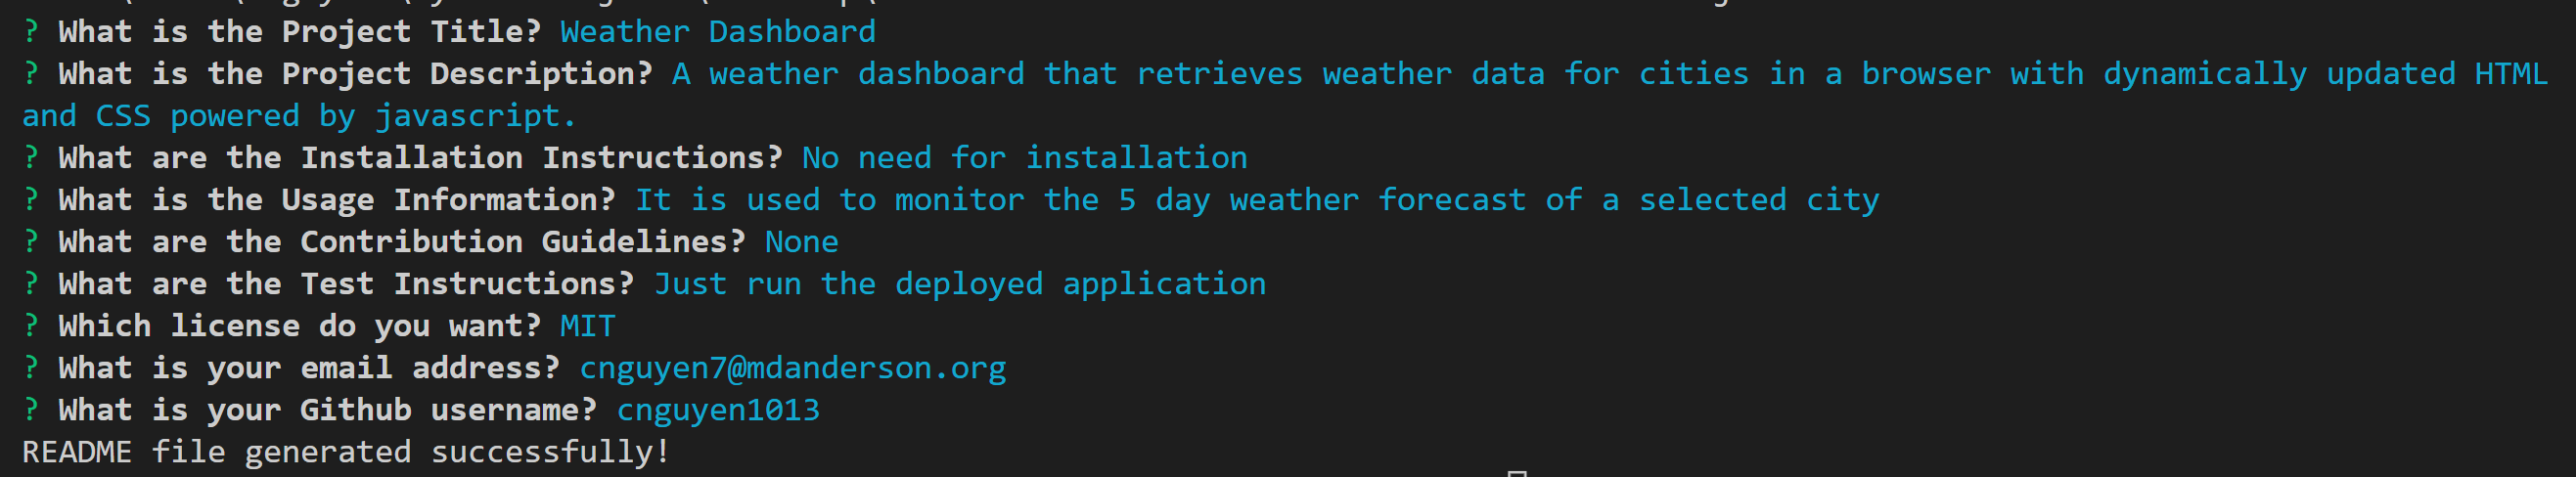 ? What is the Project Title? Weather Dashboard
? What is the Project Description? A weather dashboard that retrieves weather data for cities in a browser with dynamically updated HTML
and CSS powered by javascript.
? What are the Installation Instructions? No need for installation
? What is the Usage Information? It is used to monitor the 5 day weather forecast of a selected city
? What are the Contribution Guidelines? None
? What are the Test Instructions? Just run the deployed application
? Which license do you want? MIT
? What is your email address? cnguyen7@mdanderson.org
? What is your Github username? cnguyen1013
README file generated successfully!